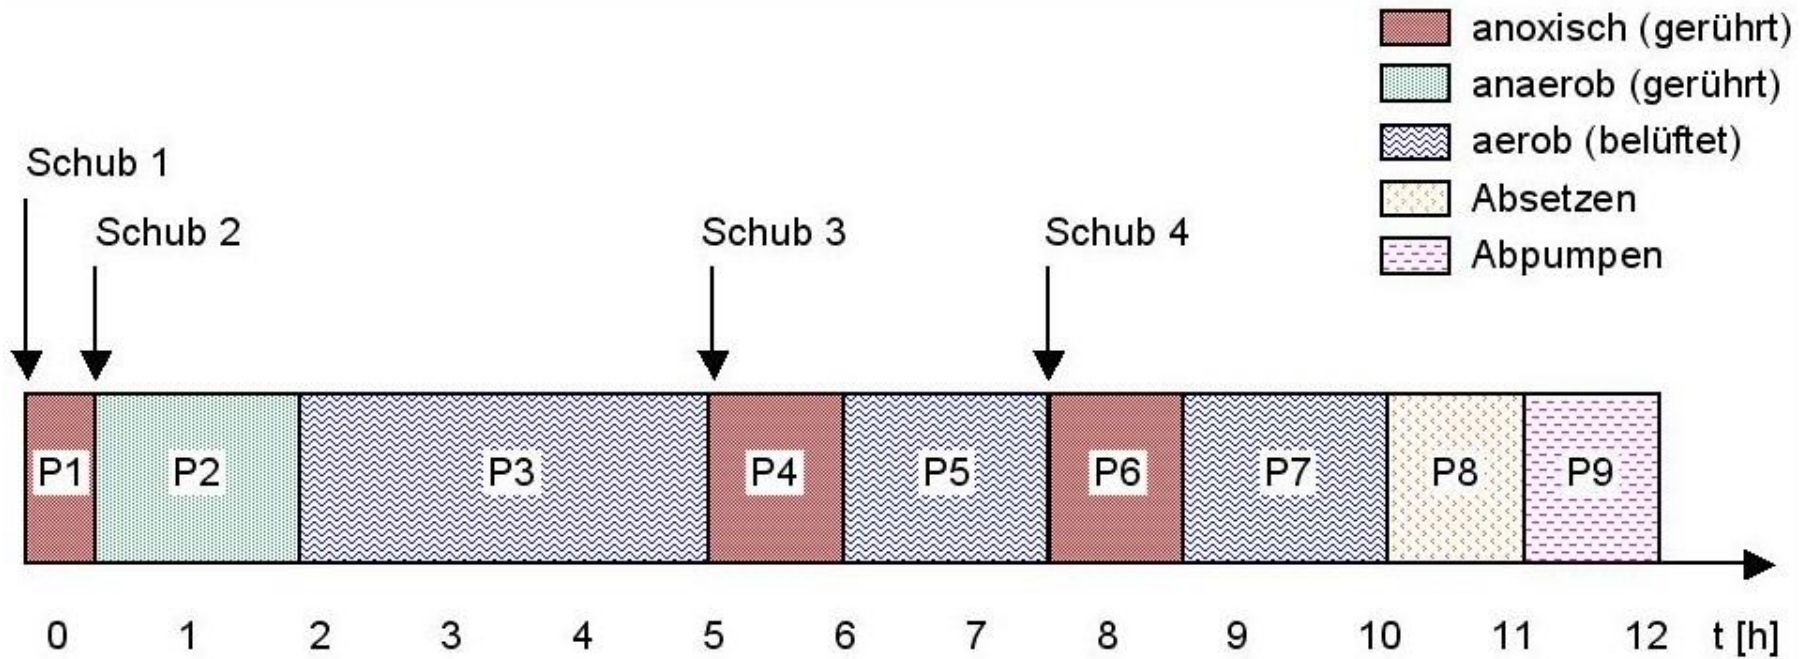 anoxisch (gerührt)
anaerob (gerührt)
aerob (belüftet)
Absetzen
Abpumpen
Schub 1
Schub 2
Schub 3
Schub 4
P1 P2 P3 P4 P5 P6 P7 P8 P9
0 1 2 3 4 5 6 7 8 9 10 11 12 t [h]